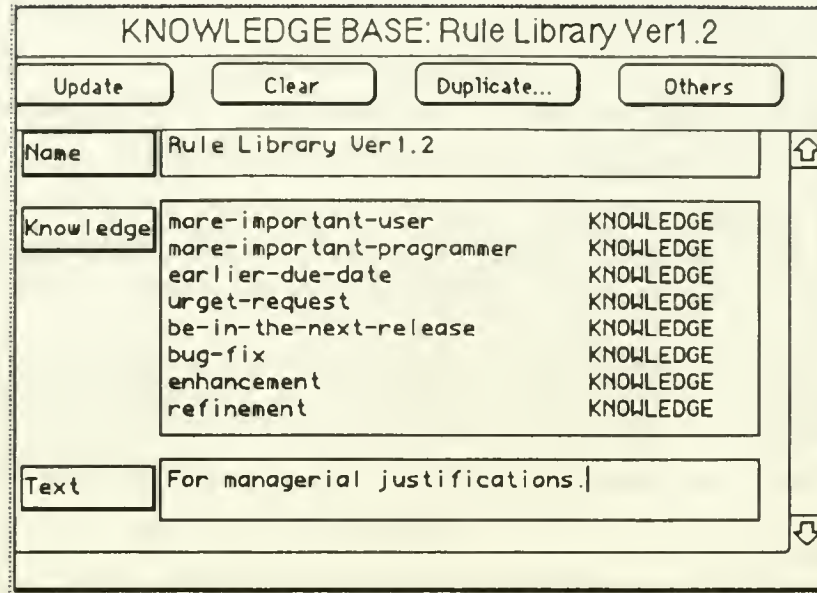 KNOWLEDGE BASE: Rule Library Ver1.2
Update Clear Duplicate... Others
Name Rule Library Ver1.2
Knowledge more-important-user KNOWLEDGE
more-important-programmer KNOWLEDGE
earlier-due-date KNOWLEDGE
urget-request KNOWLEDGE
be-in-the-next-release KNOWLEDGE
bug-fix KNOWLEDGE
enhancement KNOWLEDGE
refinement KNOWLEDGE
Text For managerial justifications.